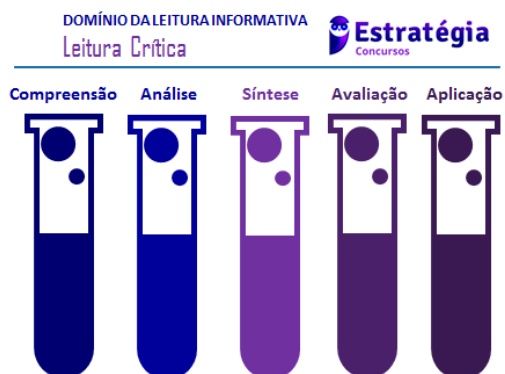 DOMÍNIO DA LEITURA INFORMATIVA
Leitura Crítica
Estratégia
Concursos
Compreensão Análise Síntese Avaliação Aplicação